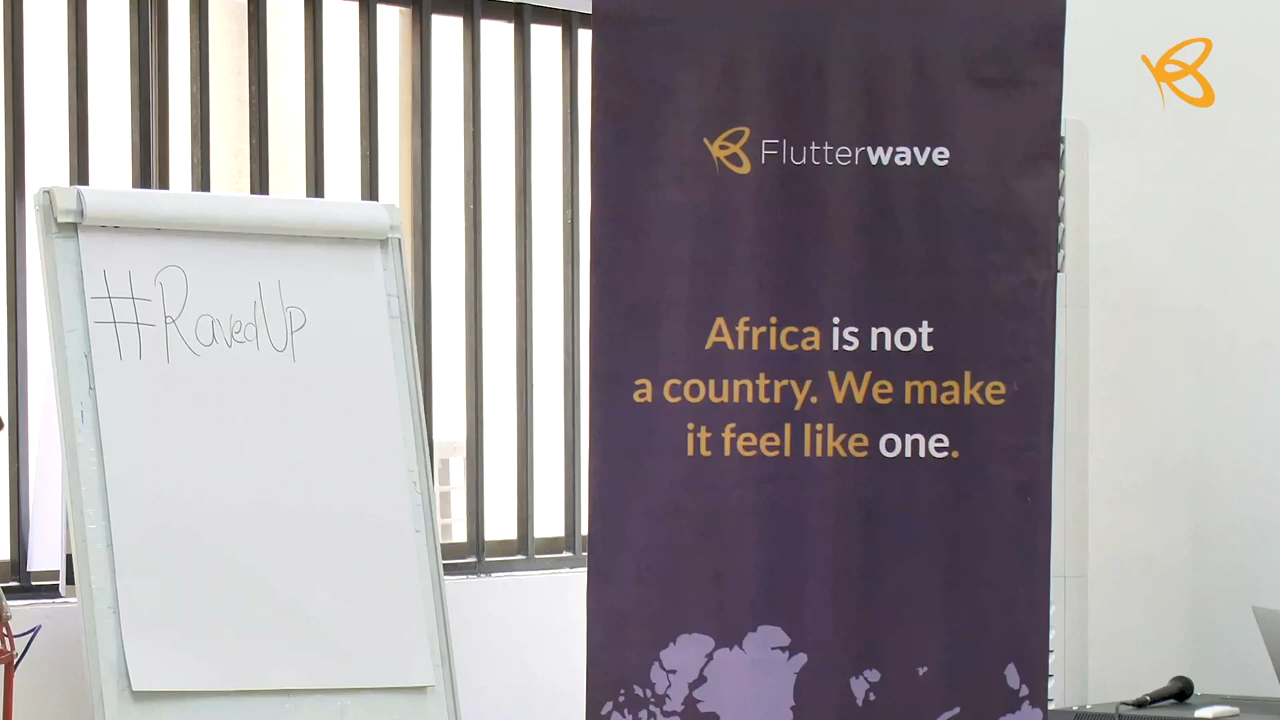 #RavedUp
Flutterwave
Africa is not
a country. We make
it feel like one.